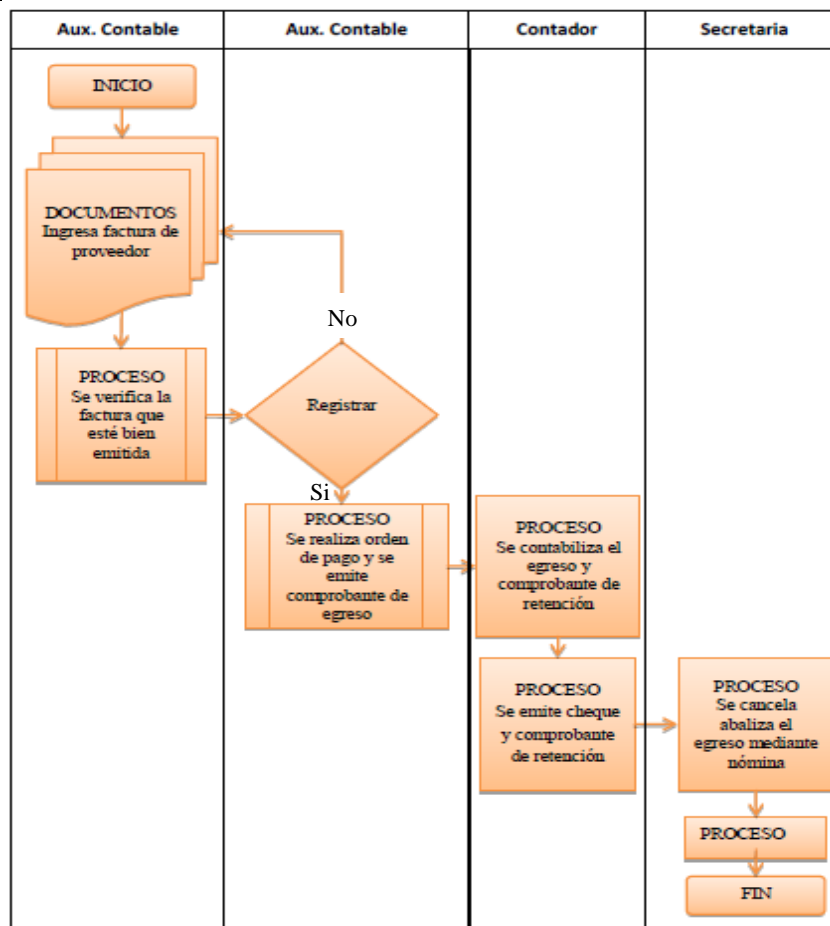 Aux. Contable
Aux. Contable
Contador
Secretaria
INICIO
DOCUMENTOS
Ingresa factura de
proveedor
No
PROCESO
Se verifica la
factura que
esté bien
emitida
Registrar
Si
PROCESO
Se realiza orden
de pago y se
emite
comprobante de
egreso
PROCESO
Se contabiliza el
egreso y
comprobante de
retención
PROCESO
Se emite cheque
y comprobante
de retención
PROCESO
Se cancela
abaliza el
egreso mediante
nómina
PROCESO
FIN